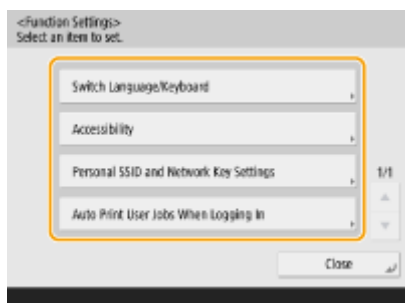 <Function Settings>
Select an item to set.
Switch Language/Keyboard
Accessibility
Personal SSID and Network Key Settings
1/1
Auto Print User Jobs When Logging In
Close